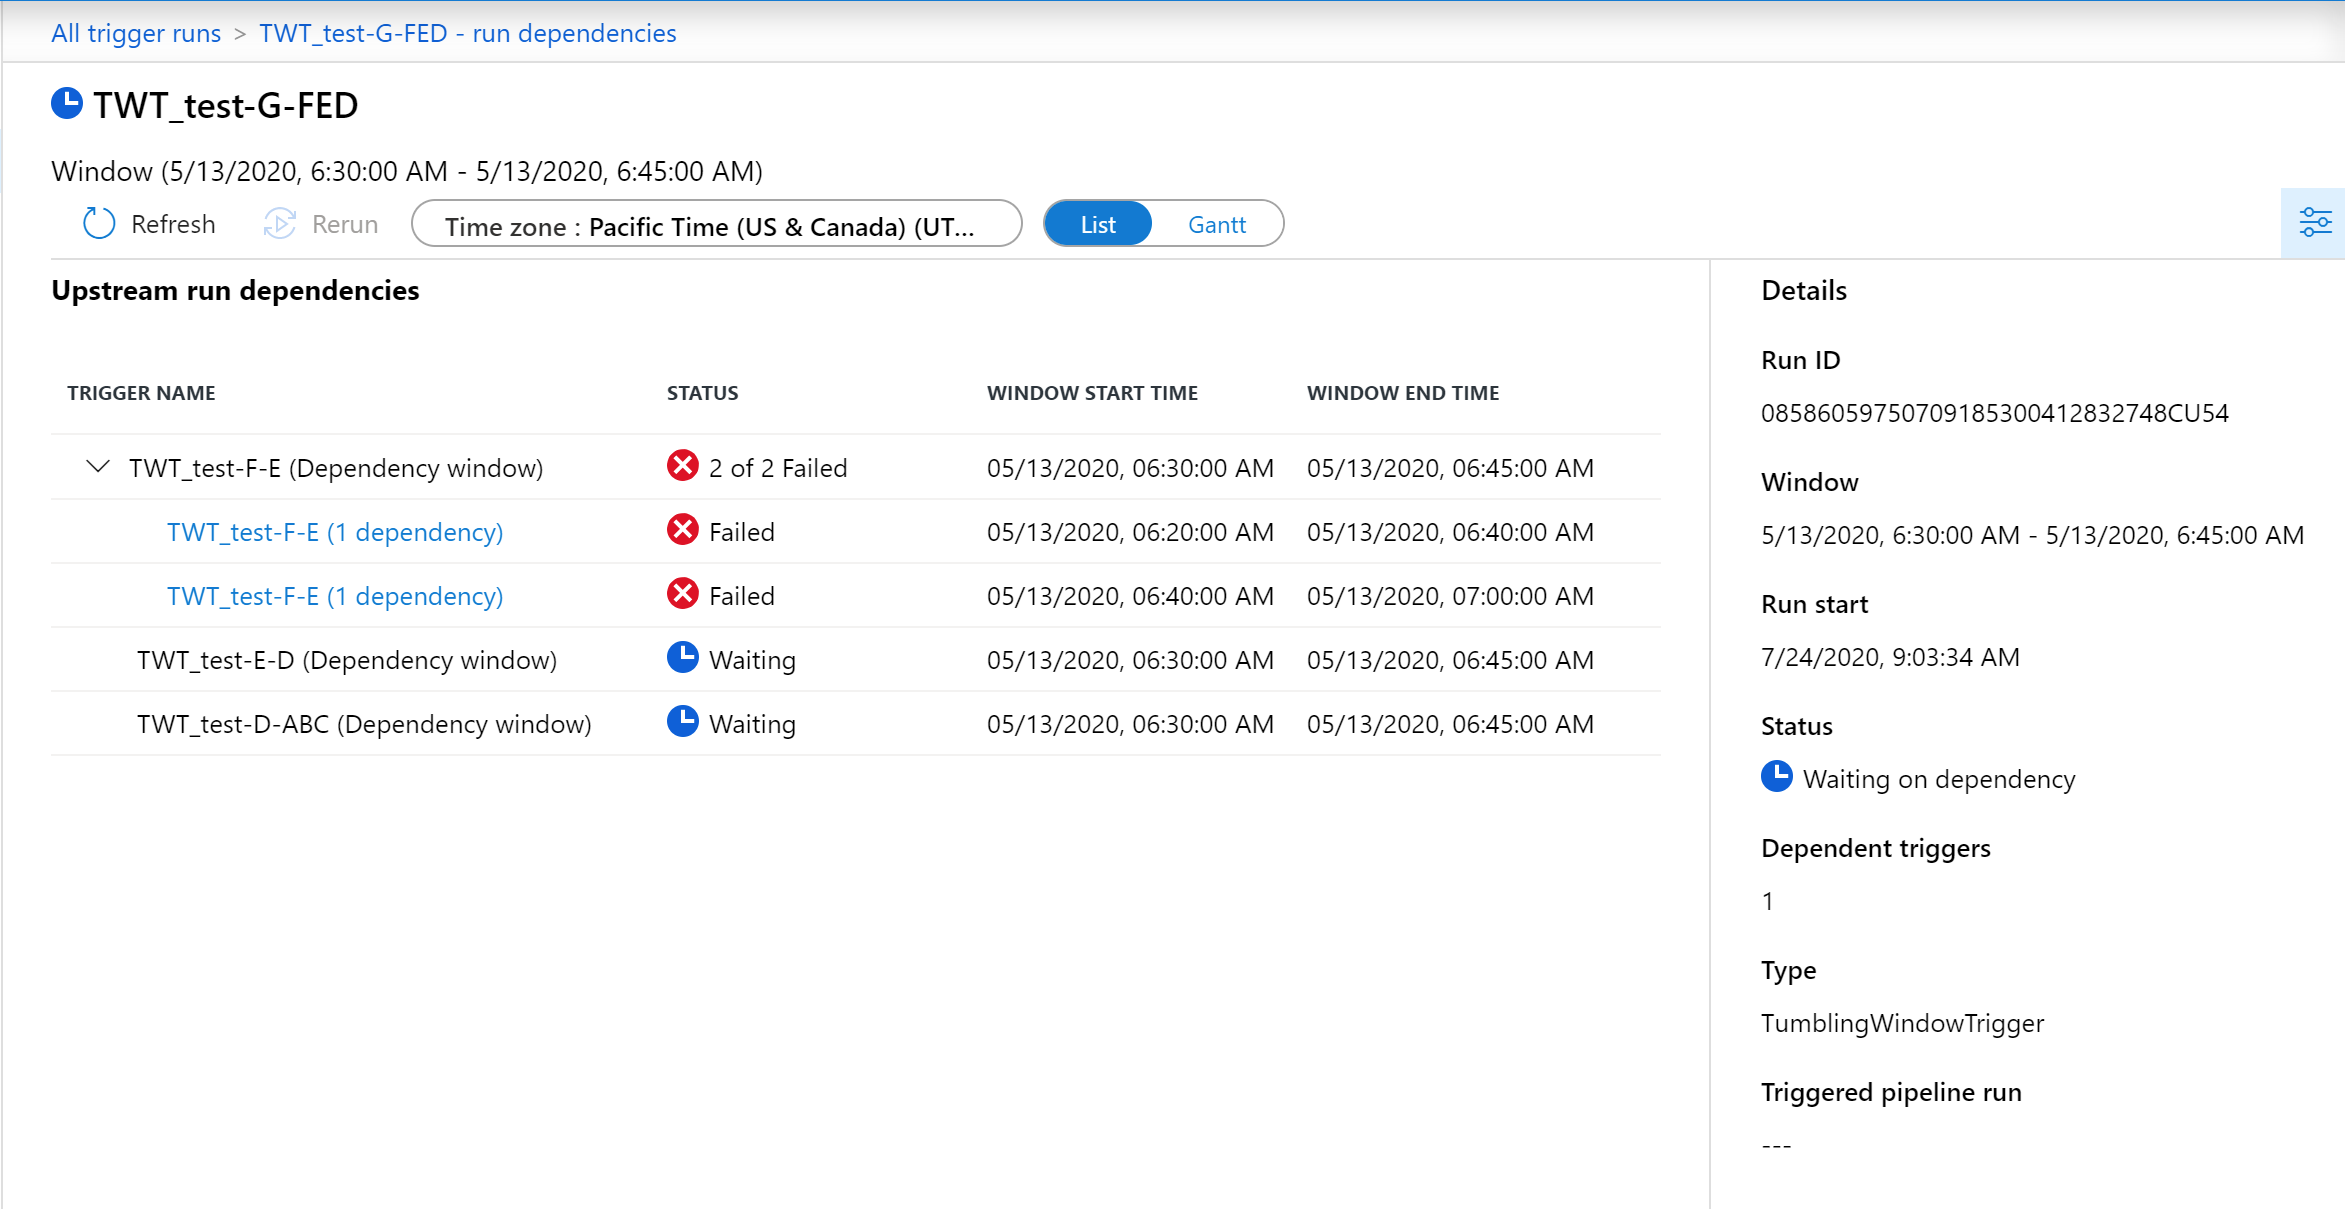 All trigger runs > TWT_test-G-FED - run dependencies
TWT_test-G-FED
Window (5/13/2020, 6:30:00 AM - 5/13/2020, 6:45:00 AM)
Refresh Rerun Time zone : Pacific Time (US & Canada) (UT... List Gantt
Upstream run dependencies
TRIGGER NAME STATUS WINDOW START TIME WINDOW END TIME
TWT_test-F-E (Dependency window) 2 of 2 Failed 05/13/2020, 06:30:00 AM 05/13/2020, 06:45:00 AM
TWT_test-F-E (1 dependency) Failed 05/13/2020, 06:20:00 AM 05/13/2020, 06:40:00 AM
TWT_test-F-E (1 dependency) Failed 05/13/2020, 06:40:00 AM 05/13/2020, 07:00:00 AM
TWT_test-E-D (Dependency window) Waiting 05/13/2020, 06:30:00 AM 05/13/2020, 06:45:00 AM
TWT_test-D-ABC (Dependency window) Waiting 05/13/2020, 06:30:00 AM 05/13/2020, 06:45:00 AM
Details
Run ID
08586059750709185300412832748CU54
Window
5/13/2020, 6:30:00 AM - 5/13/2020, 6:45:00 AM
Run start
7/24/2020, 9:03:34 AM
Status
Waiting on dependency
Dependent triggers
1
Type
TumblingWindowTrigger
Triggered pipeline run
---